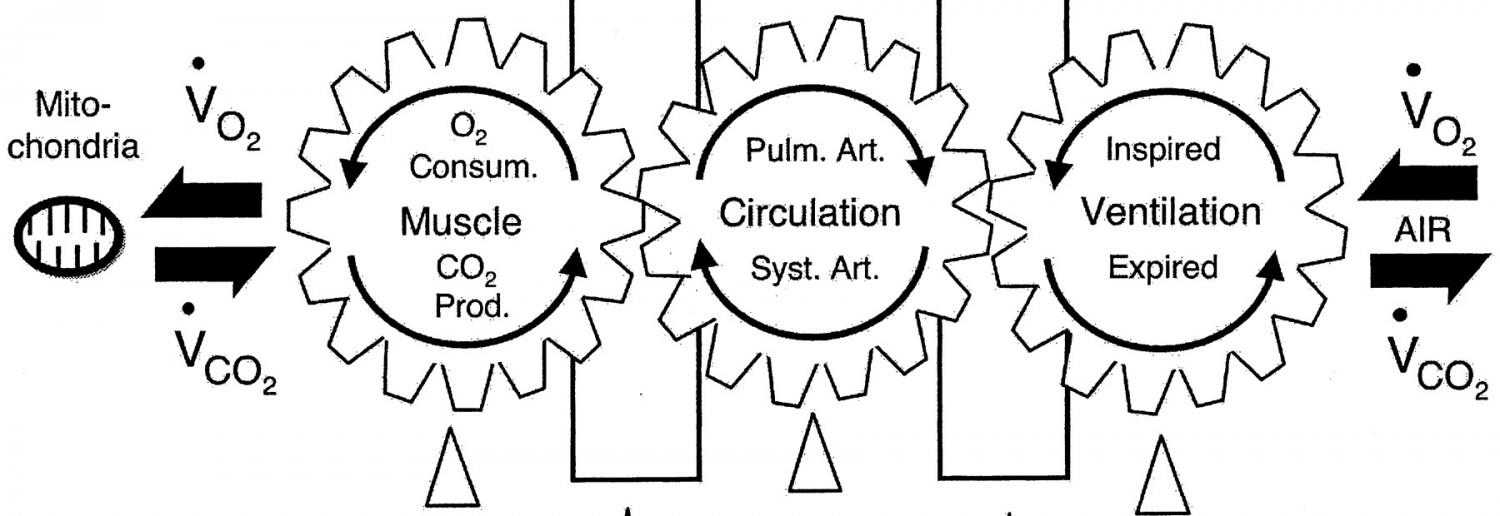 Mito-
chondria
V̇O₂
V̇CO₂
O₂
Consum.
Muscle
CO₂
Prod.
Pulm. Art.
Circulation
Syst. Art.
Inspired
Ventilation
Expired
V̇O₂
AIR
V̇CO₂